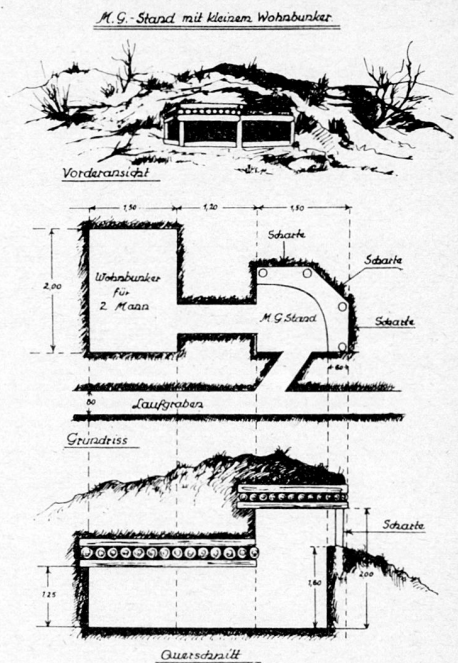 M.G.-Stand mit kleinem Wohnbunker.
Vorderansicht
1,50
1,20
1,50
Scharte
Scharte
2,00
Wohnbunker
für
2 Mann
M.G Stand
Scharte
80
Laufgraben
Grundriss
Scharte
1,25
1,60
2,00
Querschnitt